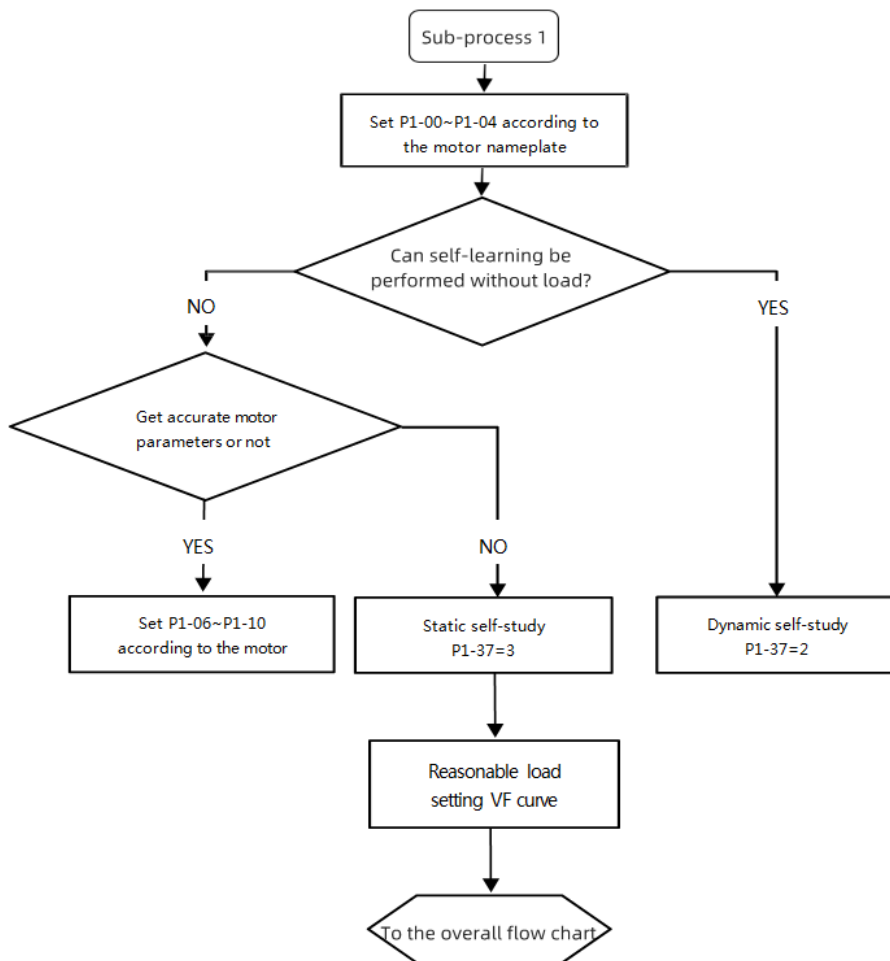 Sub-process 1
Set P1-00~P1-04 according to
the motor nameplate
Can self-learning be
performed without load?
NO
YES
Get accurate motor
parameters or not
YES
NO
Set P1-06~P1-10
according to the motor
Static self-study
P1-37=3
Dynamic self-study
P1-37=2
Reasonable load
setting VF curve
To the overall flow chart